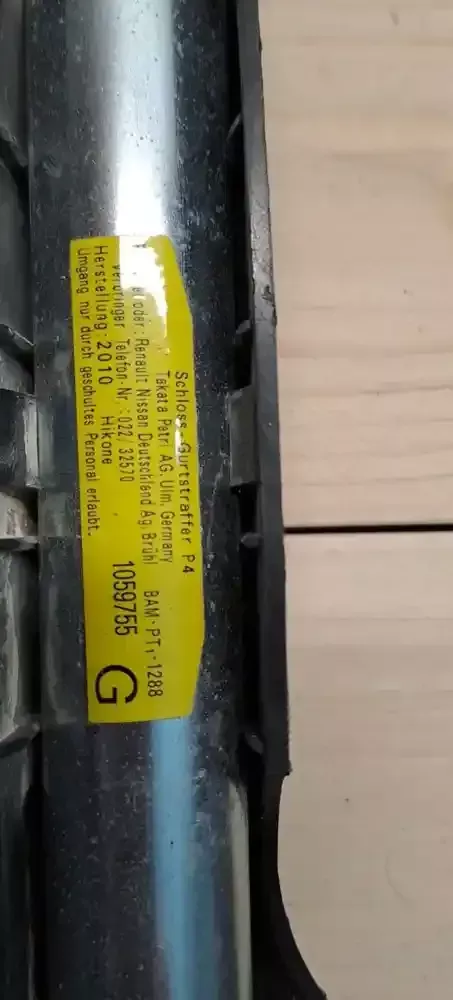 Schloss-Gurtstraffer P4
Takata Petri AG, Ulm, Germany
BAM-PT₁-1288
Renault Nissan Deutschland Ag, Brühl
Telefon-Nr.: 022/ 32570
Herstellung: 2010 Hikone
1059755
Umgang nur durch geschultes Personal erlaubt.
G